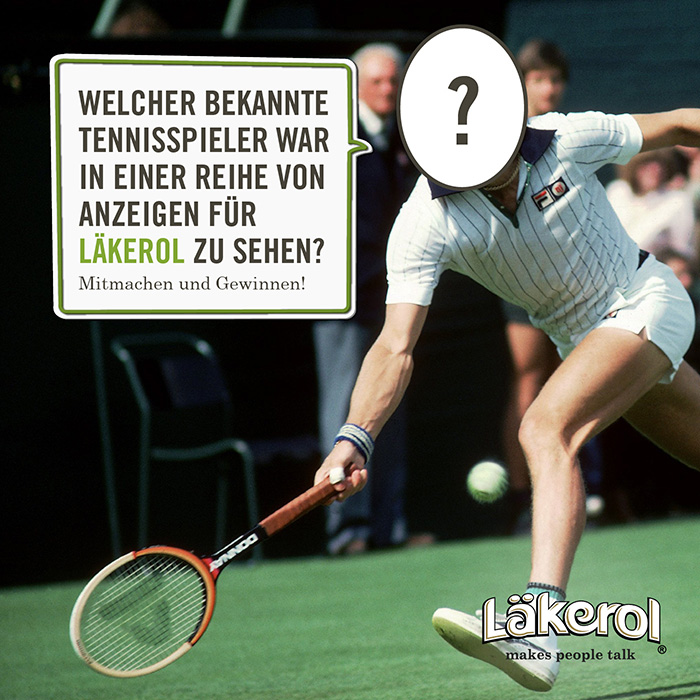 WELCHER BEKANNTE
TENNISSPIELER WAR
IN EINER REIHE VON
ANZEIGEN FÜR
LÄKEROL ZU SEHEN?
Mitmachen und Gewinnen!
?
FILA
DONNAY
Läkerol®
makes people talk